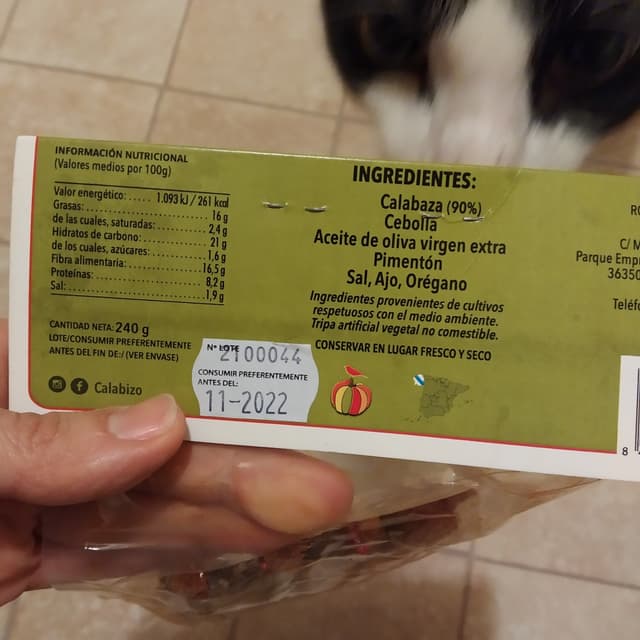 INFORMACIÓN NUTRICIONAL
(Valores medios por 100g)
Valor energético: ..... 1.093 kJ / 261 kcal
Grasas: ..... 16 g
de las cuales, saturadas: ..... 2,4 g
Hidratos de carbono: ..... 21 g
de los cuales, azúcares: ..... 1,6 g
Fibra alimentaria: ..... 16,5 g
Proteínas: ..... 8,2 g
Sal: ..... 1,9 g
CANTIDAD NETA: 240 g
LOTE/CONSUMIR PREFERENTEMENTE
ANTES DEL FIN DE:/ (VER ENVASE)
Calabizo
Nº LOTE
2100044
CONSUMIR PREFERENTEMENTE
ANTES DEL:
11-2022
INGREDIENTES:
Calabaza (90%)
Cebolla
Aceite de oliva virgen extra
Pimentón
Sal, Ajo, Orégano
Ingredientes provenientes de cultivos
respetuosos con el medio ambiente.
Tripa artificial vegetal no comestible.
CONSERVAR EN LUGAR FRESCO Y SECO
C/
Parque
8